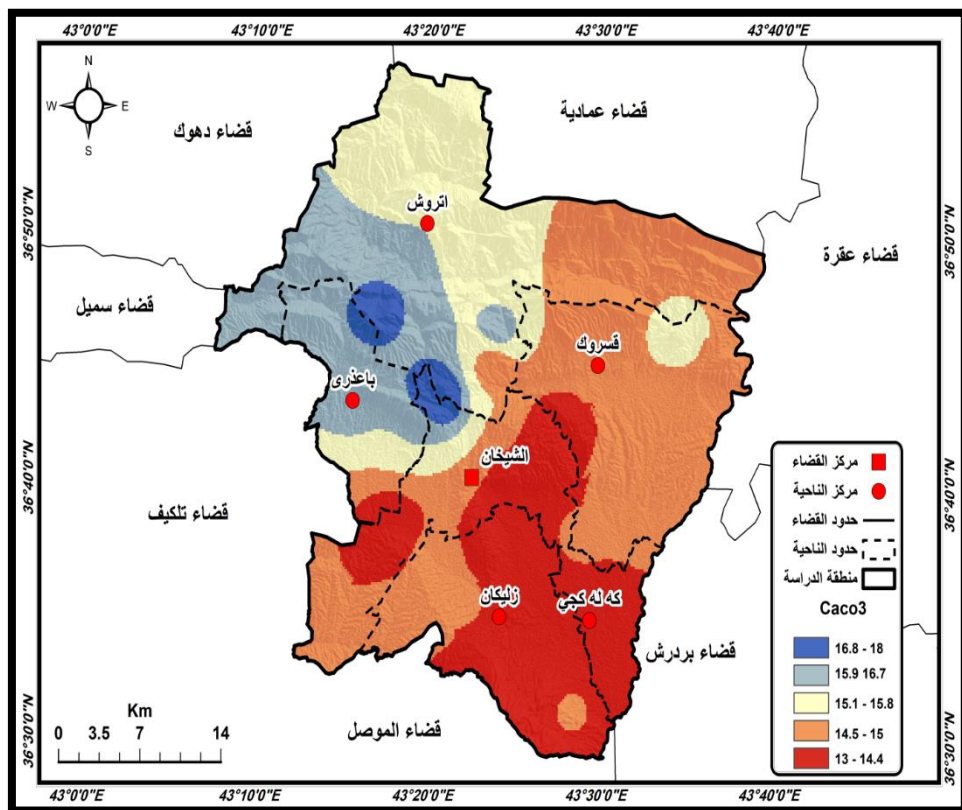 43°0'0"E 43°10'0"E 43°20'0"E 43°30'0"E 43°40'0"E
N
W E
S
قضاء دهوك
قضاء عمادية
36°50'0"N
36°50'0"N
اتروش
قضاء عقرة
قضاء سميل
قسروك
باعذرى
الشيخان
36°40'0"N
36°40'0"N
قضاء تلكيف
زليكان
كه له كجي
قضاء بردرش
قضاء الموصل
36°30'0"N
36°30'0"N
مركز القضاء
مركز الناحية
حدود القضاء
حدود الناحية
منطقة الدراسة
Caco3
16.8 - 18
15.9 16.7
15.1 - 15.8
14.5 - 15
13 - 14.4
Km
0 3.5 7 14
43°0'0"E 43°10'0"E 43°20'0"E 43°30'0"E 43°40'0"E